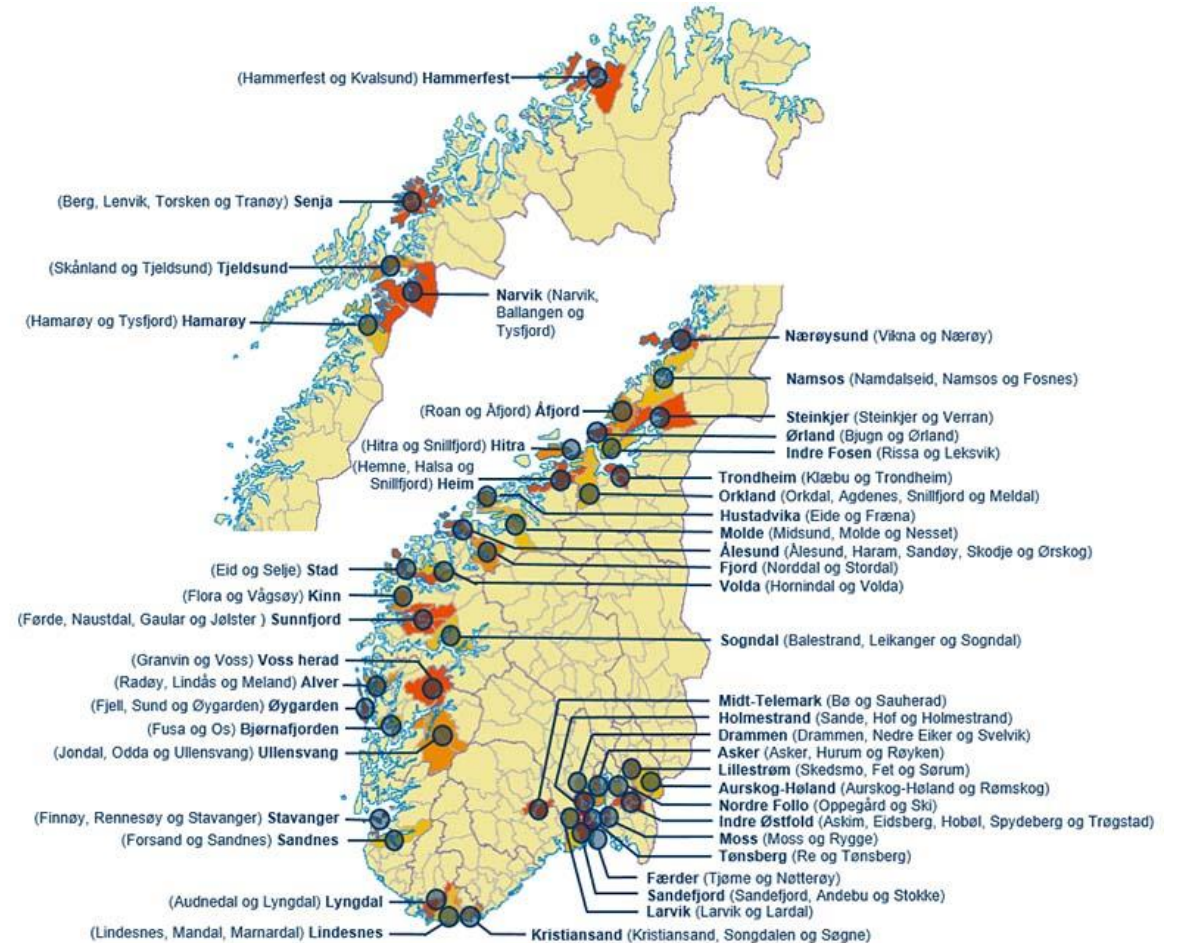 (Hammerfest og Kvalsund) Hammerfest
(Berg, Lenvik, Torsken og Tranøy) Senja
(Skånland og Tjeldsund) Tjeldsund
Narvik (Narvik,
Ballangen og
Tysfjord)
(Hamarøy og Tysfjord) Hamarøy
Nærøysund (Vikna og Nærøy)
Namsos (Namdalseid, Namsos og Fosnes)
(Roan og Åfjord) Åfjord
Steinkjer (Steinkjer og Verran)
Ørland (Bjugn og Ørland)
(Hitra og Snillfjord) Hitra
Indre Fosen (Rissa og Leksvik)
(Hemne, Halsa og
Snillfjord) Heim
Trondheim (Klæbu og Trondheim)
Orkland (Orkdal, Agdenes, Snillfjord og Meldal)
Hustadvika (Eide og Fræna)
Molde (Midsund, Molde og Nesset)
Ålesund (Ålesund, Haram, Sandøy, Skodje og Ørskog)
Fjord (Norddal og Stordal)
Volda (Hornindal og Volda)
(Eid og Selje) Stad
(Flora og Vågsøy) Kinn
(Førde, Naustdal, Gaular og Jølster ) Sunnfjord
Sogndal (Balestrand, Leikanger og Sogndal)
(Granvin og Voss) Voss herad
(Radøy, Lindås og Meland) Alver
(Fjell, Sund og Øygarden) Øygarden
(Fusa og Os) Bjørnafjorden
(Jondal, Odda og Ullensvang) Ullensvang
Midt-Telemark (Bø og Sauherad)
Holmestrand (Sande, Hof og Holmestrand)
Drammen (Drammen, Nedre Eiker og Svelvik)
Asker (Asker, Hurum og Røyken)
Lillestrøm (Skedsmo, Fet og Sørum)
Aurskog-Høland (Aurskog-Høland og Rømskog)
Nordre Follo (Oppegård og Ski)
Indre Østfold (Askim, Eidsberg, Hobøl, Spydeberg og Trøgstad)
Moss (Moss og Rygge)
Tønsberg (Re og Tønsberg)
Færder (Tjøme og Nøtterøy)
Sandefjord (Sandefjord, Andebu og Stokke)
Larvik (Larvik og Lardal)
(Finnøy, Rennesøy og Stavanger) Stavanger
(Forsand og Sandnes) Sandnes
(Audnedal og Lyngdal) Lyngdal
(Lindesnes, Mandal, Marnardal) Lindesnes
Kristiansand (Kristiansand, Songdalen og Søgne)